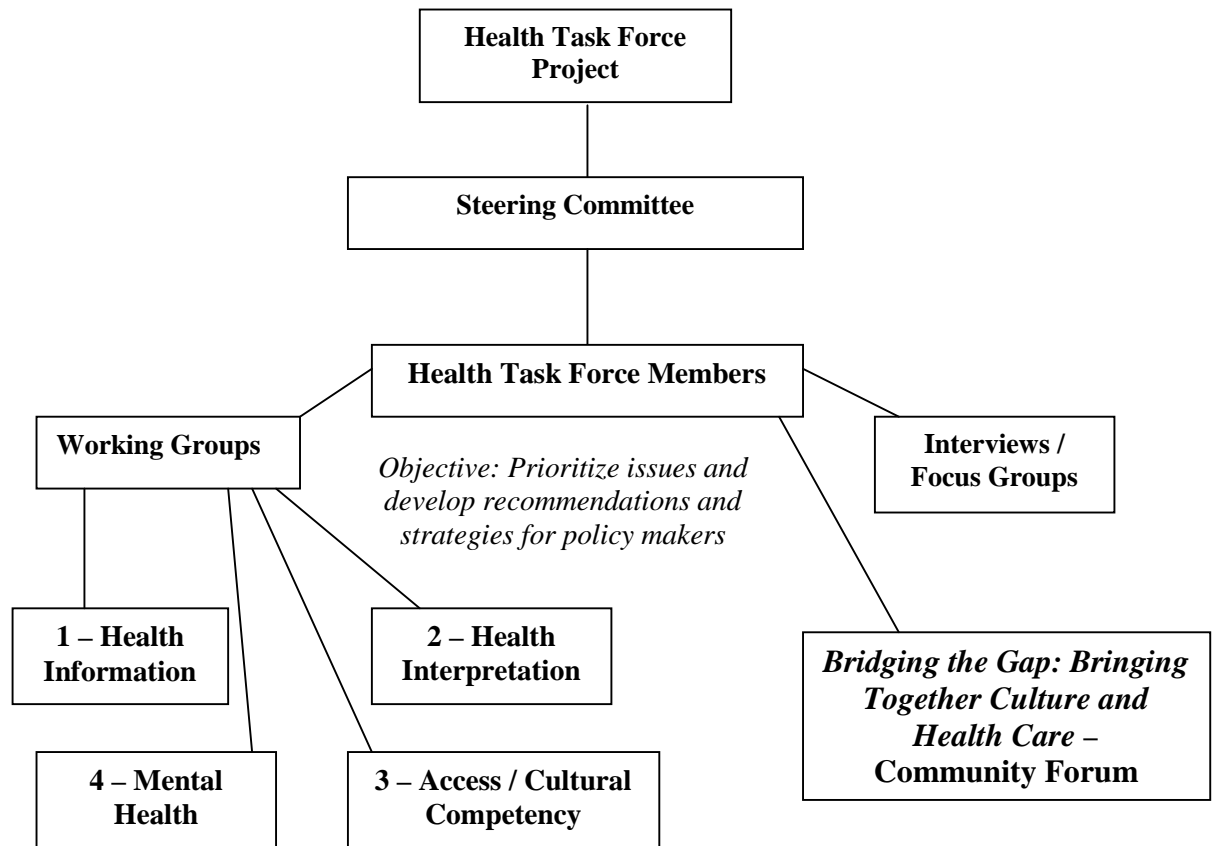 Health Task Force
Project
Steering Committee
Health Task Force Members
Working Groups
Interviews /
Focus Groups
Objective: Prioritize issues and
develop recommendations and
strategies for policy makers
1 – Health
Information
2 – Health
Interpretation
Bridging the Gap: Bringing
Together Culture and
Health Care –
Community Forum
4 – Mental
Health
3 – Access / Cultural
Competency